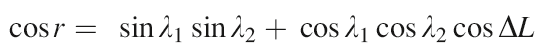 cos r = sin λ₁ sin λ₂ + cos λ₁ cos λ₂ cos ΔL